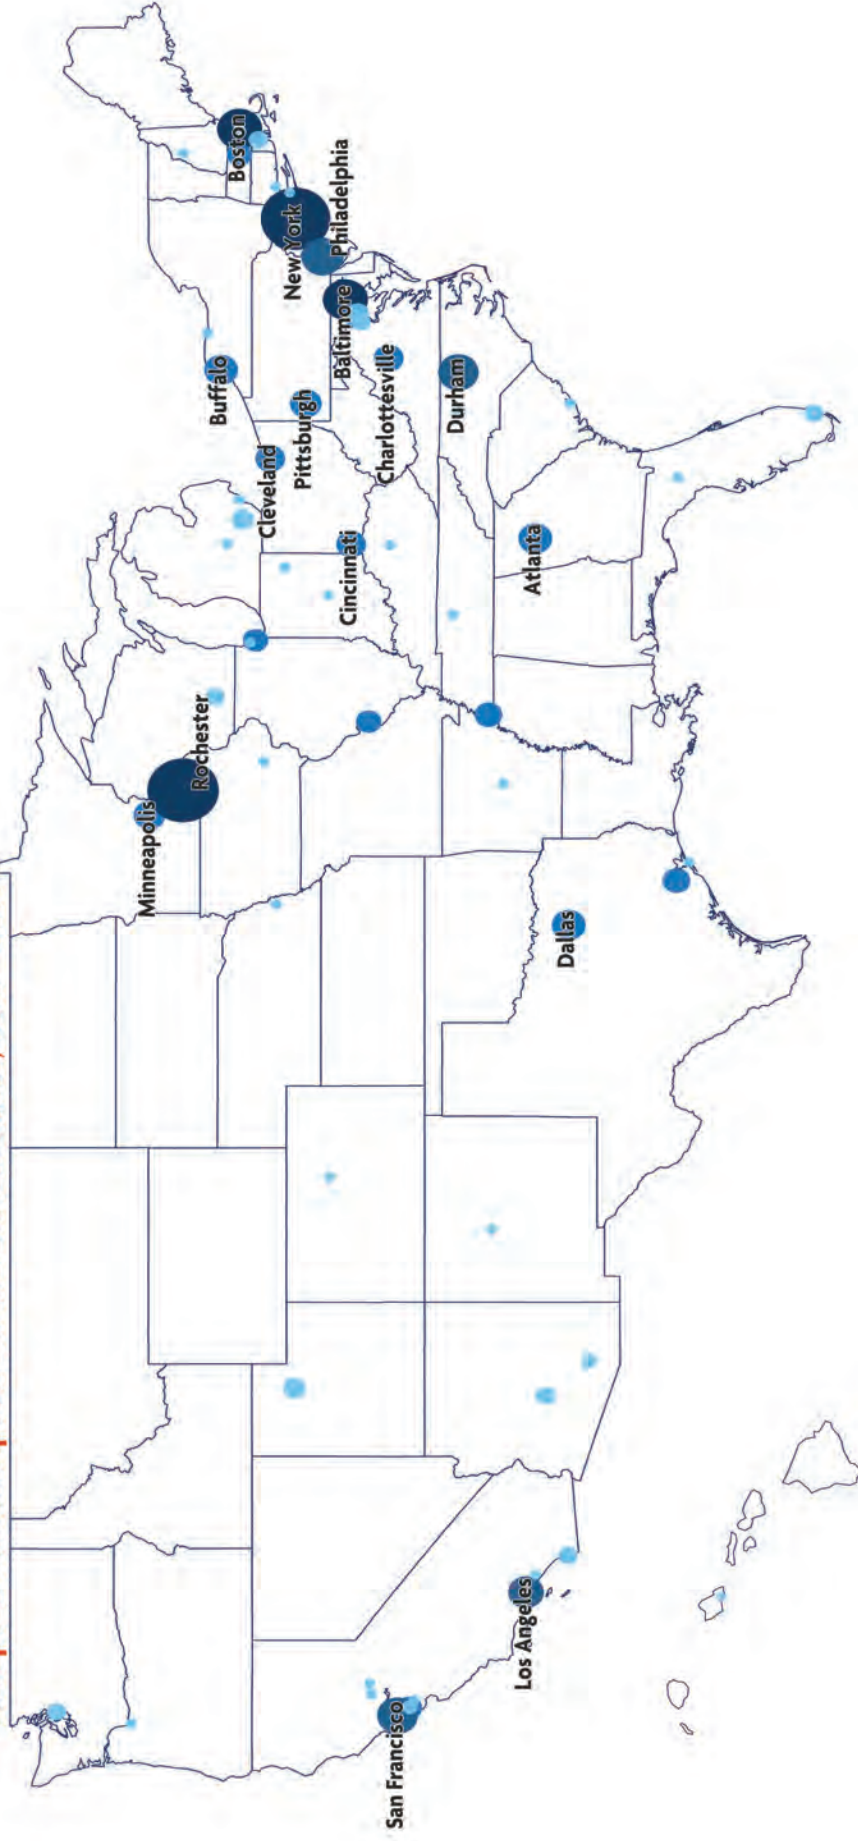 Minneapolis
Rochester
Buffalo
Boston
New York
Philadelphia
Cleveland
Pittsburgh
Baltimore
Cincinnati
Charlottesville
Durham
Atlanta
Dallas
San Francisco
Los Angeles